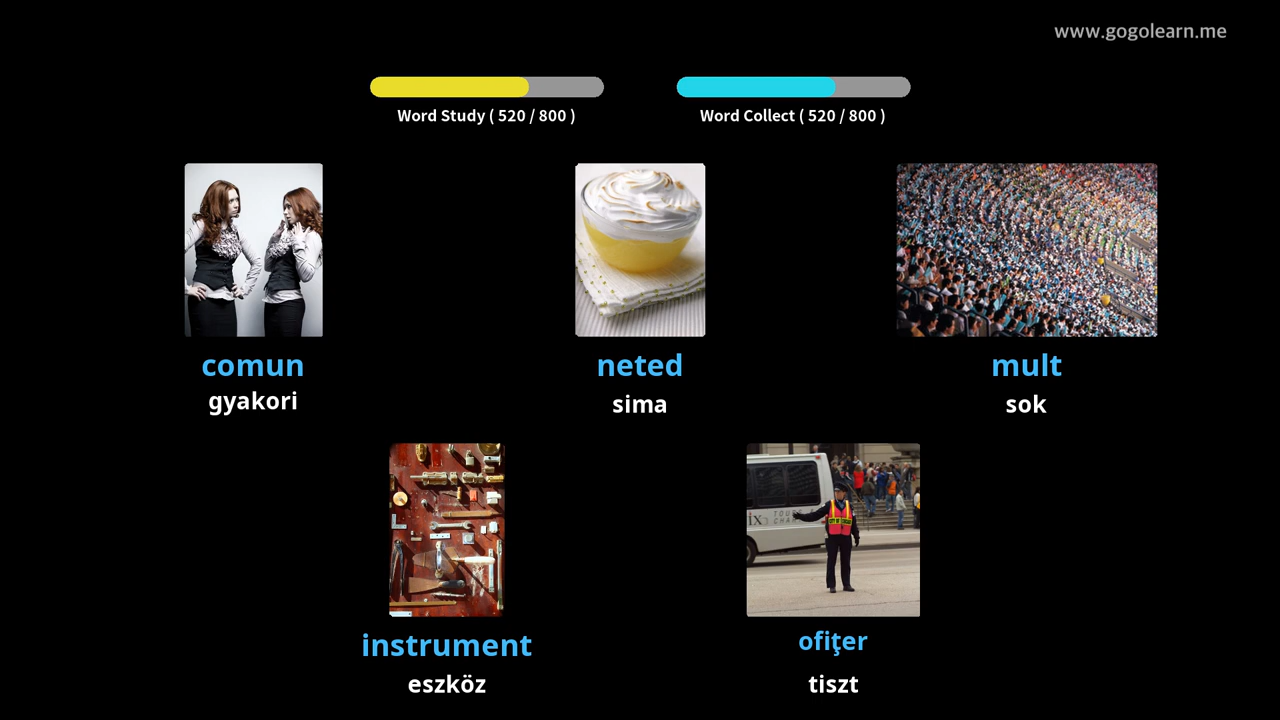 www.gogolearn.me
Word Study ( 520 / 800 )
Word Collect ( 520 / 800 )
comun
gyakori
neted
sima
mult
sok
instrument
eszköz
ofiţer
tiszt